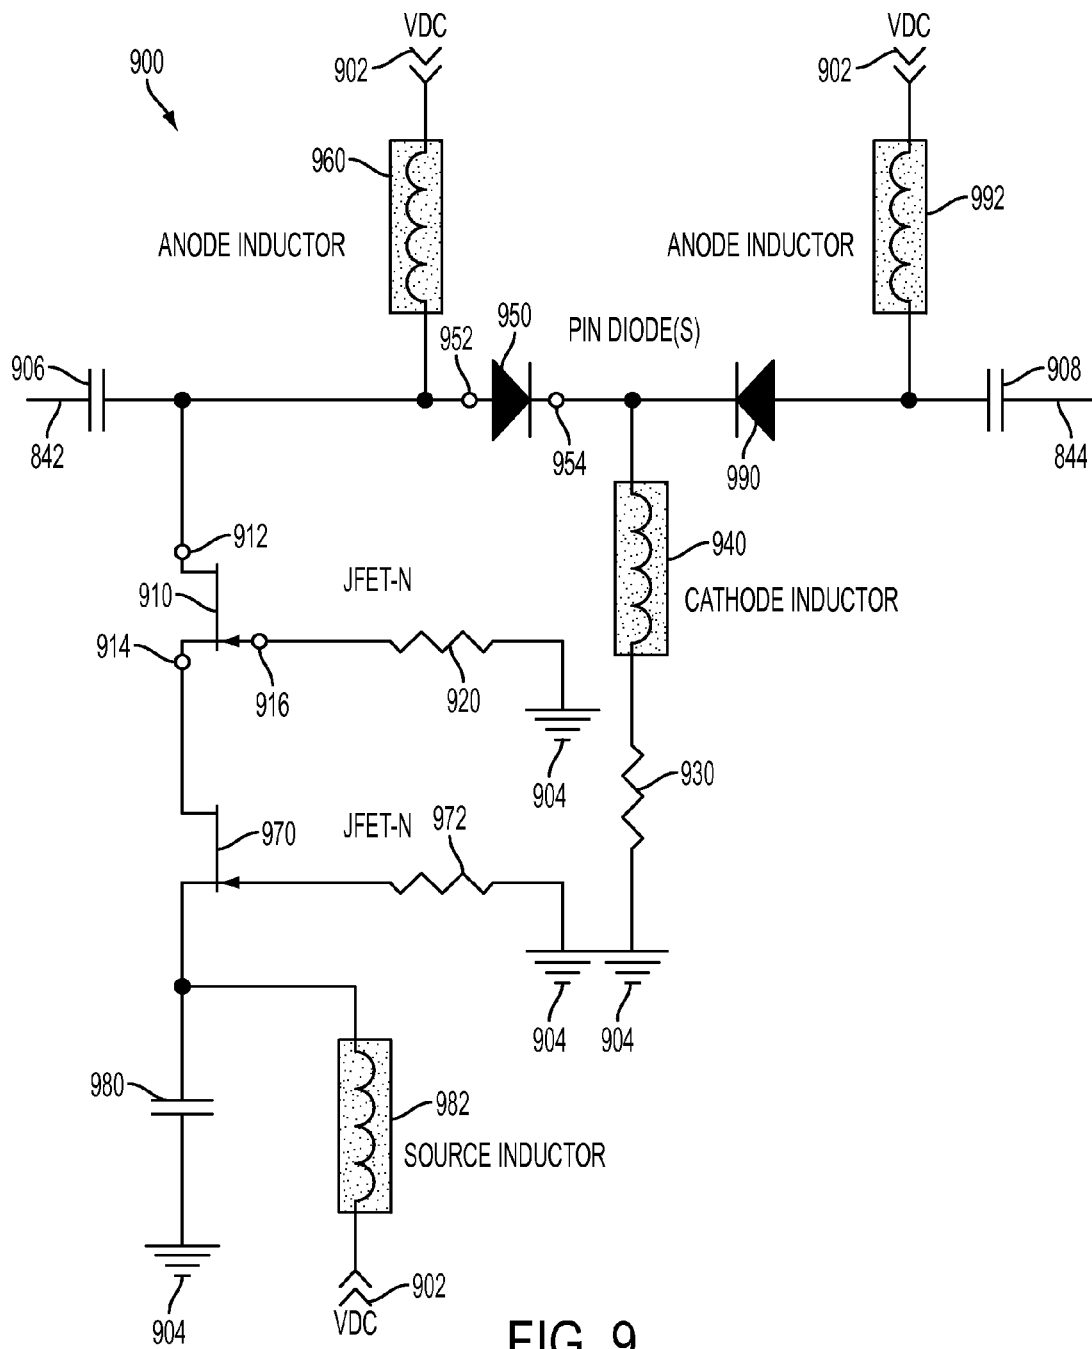 VDC
VDC
902
902
900
960
992
ANODE INDUCTOR
ANODE INDUCTOR
950
PIN DIODE(S)
952
906
908
842
954
990
844
912
940
910
JFET-N
CATHODE INDUCTOR
914
916
920
904
930
970
JFET-N
972
904
904
980
982
SOURCE INDUCTOR
904
902
VDC
FIG. 9